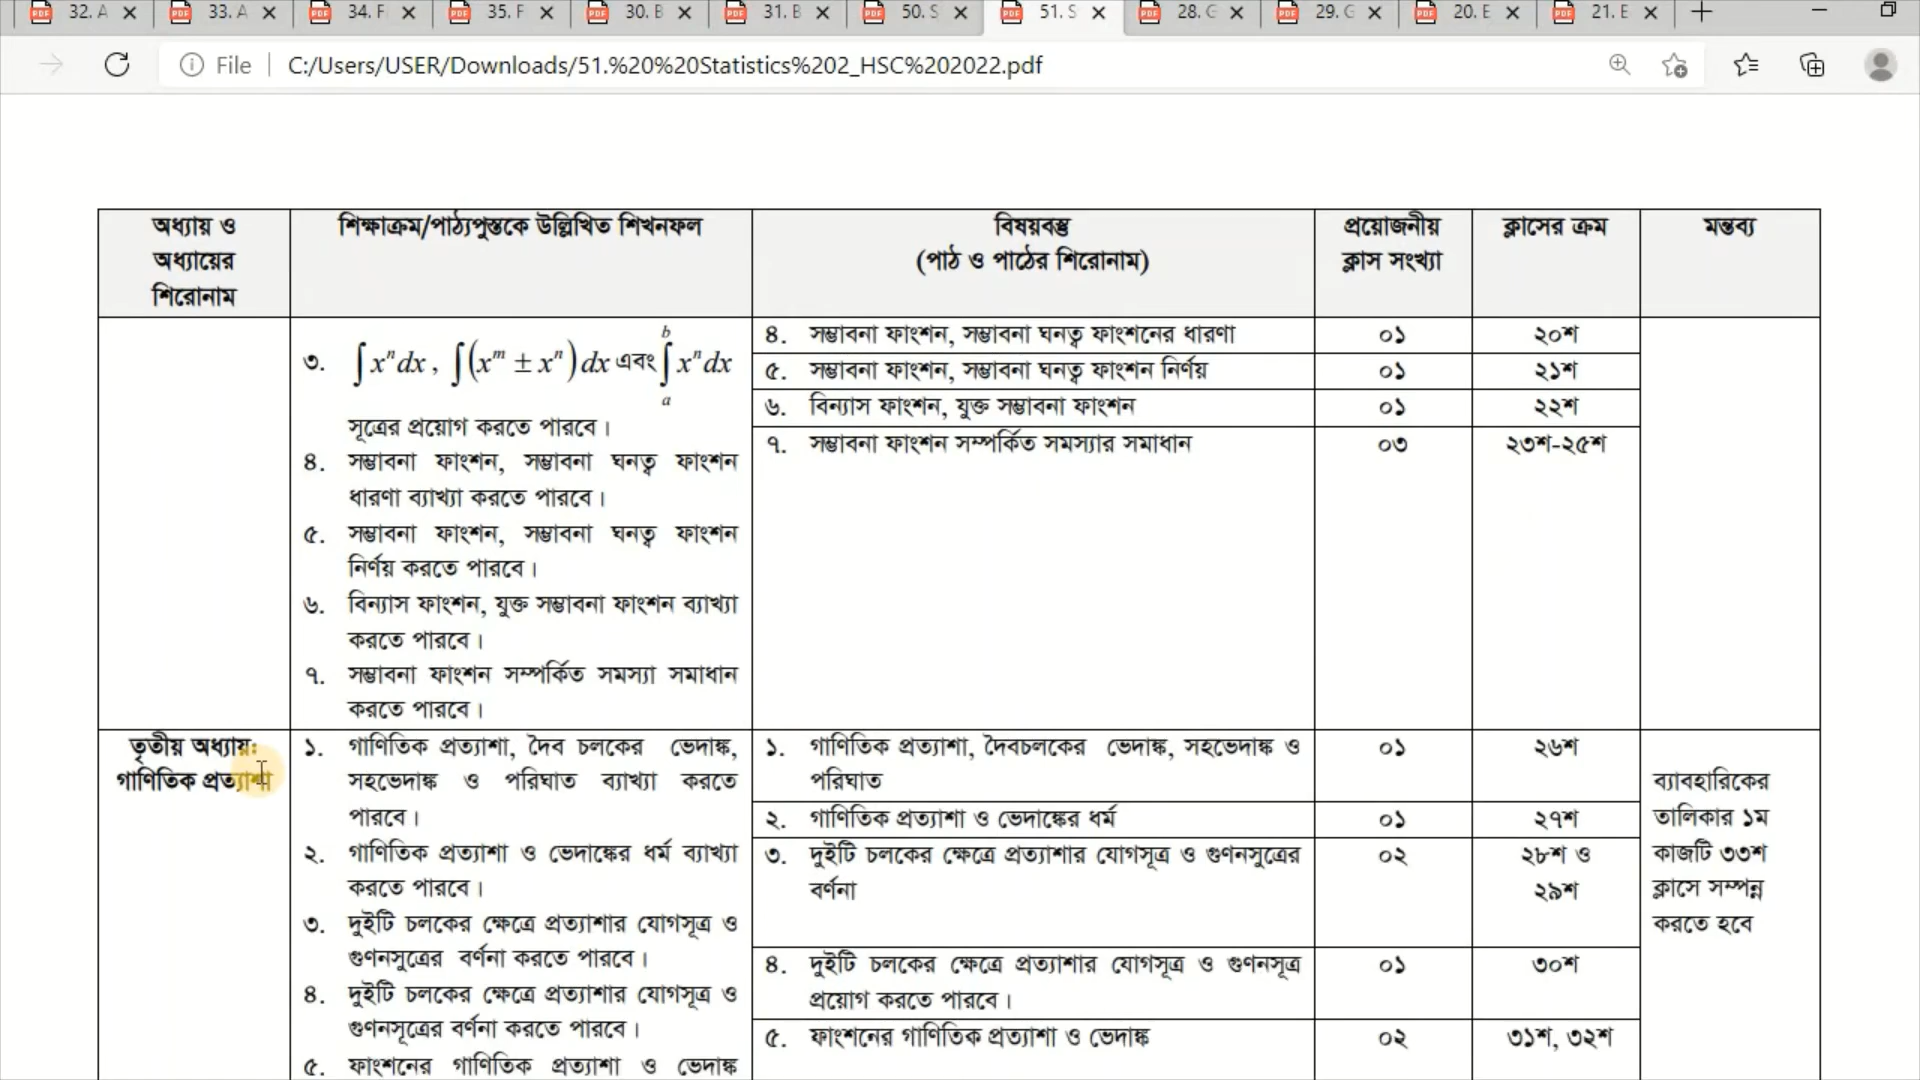 32. A 33. A 34. F 35. F 30. B 31. B 50. S 51. S 28. G 29. G 20. E 21. E
File C:/Users/USER/Downloads/51.%20%20Statistics%202_HSC%202022.pdf
অধ্যায় ও অধ্যায়ের শিরোনাম
শিক্ষাক্রম/পাঠ্যপুস্তকে উল্লিখিত শিখনফল
বিষয়বস্তু
(পাঠ ও পাঠের শিরোনাম)
প্রয়োজনীয়
ক্লাস সংখ্যা
ক্লাসের ক্রম
মন্তব্য
৩. ∫xⁿdx, ∫(xᵐ ± xⁿ)dx এবং ∫ₐᵇ xⁿdx
সূত্রের প্রয়োগ করতে পারবে।
৪. সম্ভাবনা ফাংশন, সম্ভাবনা ঘনত্ব ফাংশন
ধারণা ব্যাখ্যা করতে পারবে।
৫. সম্ভাবনা ফাংশন, সম্ভাবনা ঘনত্ব ফাংশন
নির্ণয় করতে পারবে।
৬. বিন্যাস ফাংশন, যুক্ত সম্ভাবনা ফাংশন ব্যাখ্যা
করতে পারবে।
৭. সম্ভাবনা ফাংশন সম্পর্কিত সমস্যা সমাধান
করতে পারবে।
৪. সম্ভাবনা ফাংশন, সম্ভাবনা ঘনত্ব ফাংশনের ধারণা ০১ ২০শ
৫. সম্ভাবনা ফাংশন, সম্ভাবনা ঘনত্ব ফাংশন নির্ণয় ০১ ২১শ
৬. বিন্যাস ফাংশন, যুক্ত সম্ভাবনা ফাংশন ০১ ২২শ
৭. সম্ভাবনা ফাংশন সম্পর্কিত সমস্যার সমাধান ০৩ ২৩শ-২৫শ
তৃতীয় অধ্যায়:
গাণিতিক প্রত্যাশা
১. গাণিতিক প্রত্যাশা, দৈব চলকের ভেদাঙ্ক,
সহভেদাঙ্ক ও পরিঘাত ব্যাখ্যা করতে
পারবে।
২. গাণিতিক প্রত্যাশা ও ভেদাঙ্কের ধর্ম ব্যাখ্যা
করতে পারবে।
৩. দুইটি চলকের ক্ষেত্রে প্রত্যাশার যোগসূত্র ও
গুণনসুত্রের বর্ণনা করতে পারবে।
৪. দুইটি চলকের ক্ষেত্রে প্রত্যাশার যোগসূত্র ও
গুণনসূত্রের বর্ণনা করতে পারবে।
৫. ফাংশনের গাণিতিক প্রত্যাশা ও ভেদাঙ্ক
১. গাণিতিক প্রত্যাশা, দৈবচলকের ভেদাঙ্ক, সহভেদাঙ্ক ও ০১ ২৬শ
পরিঘাত
২. গাণিতিক প্রত্যাশা ও ভেদাঙ্কের ধর্ম ০১ ২৭শ
৩. দুইটি চলকের ক্ষেত্রে প্রত্যাশার যোগসূত্র ও গুণনসুত্রের ০২ ২৮শ ও
বর্ণনা ২৯শ
৪. দুইটি চলকের ক্ষেত্রে প্রত্যাশার যোগসূত্র ও গুণনসূত্র ০১ ৩০শ
প্রয়োগ করতে পারবে।
৫. ফাংশনের গাণিতিক প্রত্যাশা ও ভেদাঙ্ক ০২ ৩১শ, ৩২শ
ব্যাবহারিকের
তালিকার ১ম
কাজটি ৩৩শ
ক্লাসে সম্পন্ন
করতে হবে